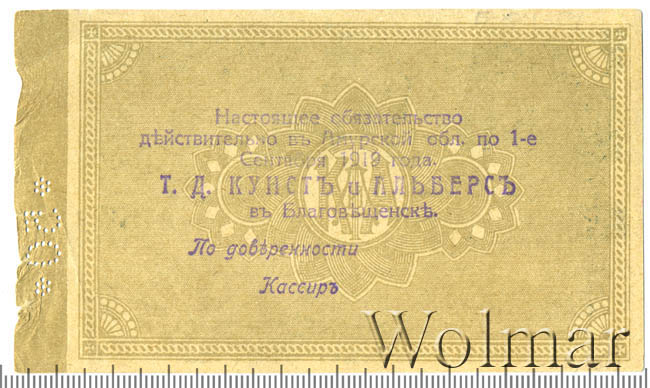 Настоящее обязательство
дѣйствительно въ Амурской обл. по 1-е
Сентября 1919 года.
Т. Д. КУНСТЪ и АЛЬБЕРСЪ
въ Благовѣщенскѣ.
По довѣренности
Кассиръ
*20*
Wolmar